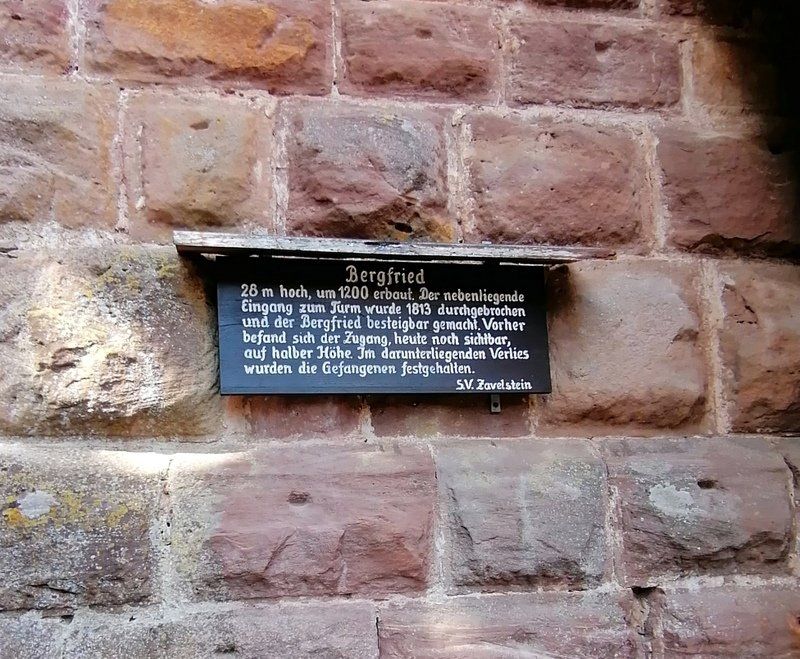 Bergfried
28 m hoch, um 1200 erbaut. Der nebenliegende
Eingang zum Turm wurde 1813 durchgebrochen
und der Bergfried besteigbar gemacht. Vorher
befand sich der Zugang, heute noch sichtbar,
auf halber Höhe. Im darunterliegenden Verlies
wurden die Gefangenen festgehalten.
S.V. Zavelstein